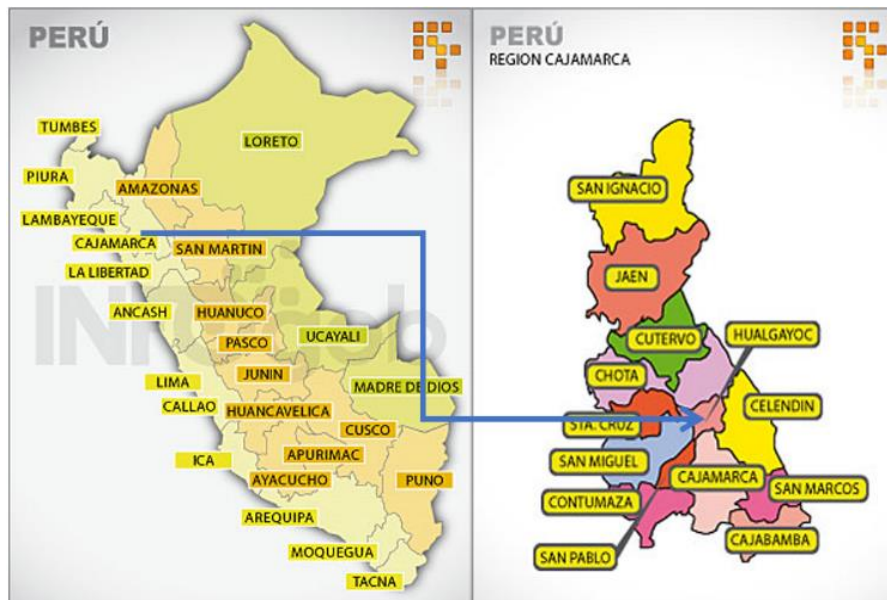 PERÚ
TUMBES
LORETO
PIURA
AMAZONAS
LAMBAYEQUE
CAJAMARCA
SAN MARTIN
LA LIBERTAD
ANCASH
HUANUCO
UCAYALI
PASCO
LIMA
JUNIN
MADRE DE DIOS
CALLAO
HUANCAVELICA
CUSCO
ICA
APURIMAC
AYACUCHO
PUNO
AREQUIPA
MOQUEGUA
TACNA
PERÚ
REGION CAJAMARCA
SAN IGNACIO
JAEN
CUTERVO
HUALGAYOC
CHOTA
CELENDIN
STA. CRUZ
SAN MIGUEL
CAJAMARCA
SAN MARCOS
CONTUMAZA
CAJABAMBA
SAN PABLO